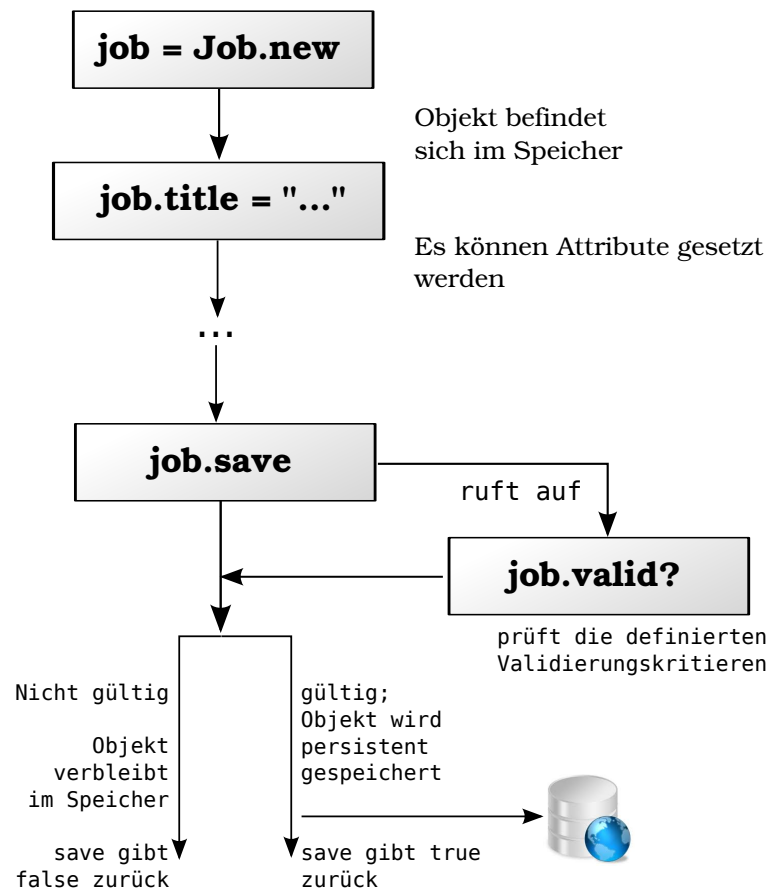 job = Job.new
Objekt befindet
sich im Speicher
job.title = "..."
Es können Attribute gesetzt
werden
...
job.save
ruft auf
job.valid?
prüft die definierten
Validierungskritieren
Nicht gültig
Objekt
verbleibt
im Speicher
save gibt
false zurück
gültig;
Objekt wird
persistent
gespeichert
save gibt true
zurück